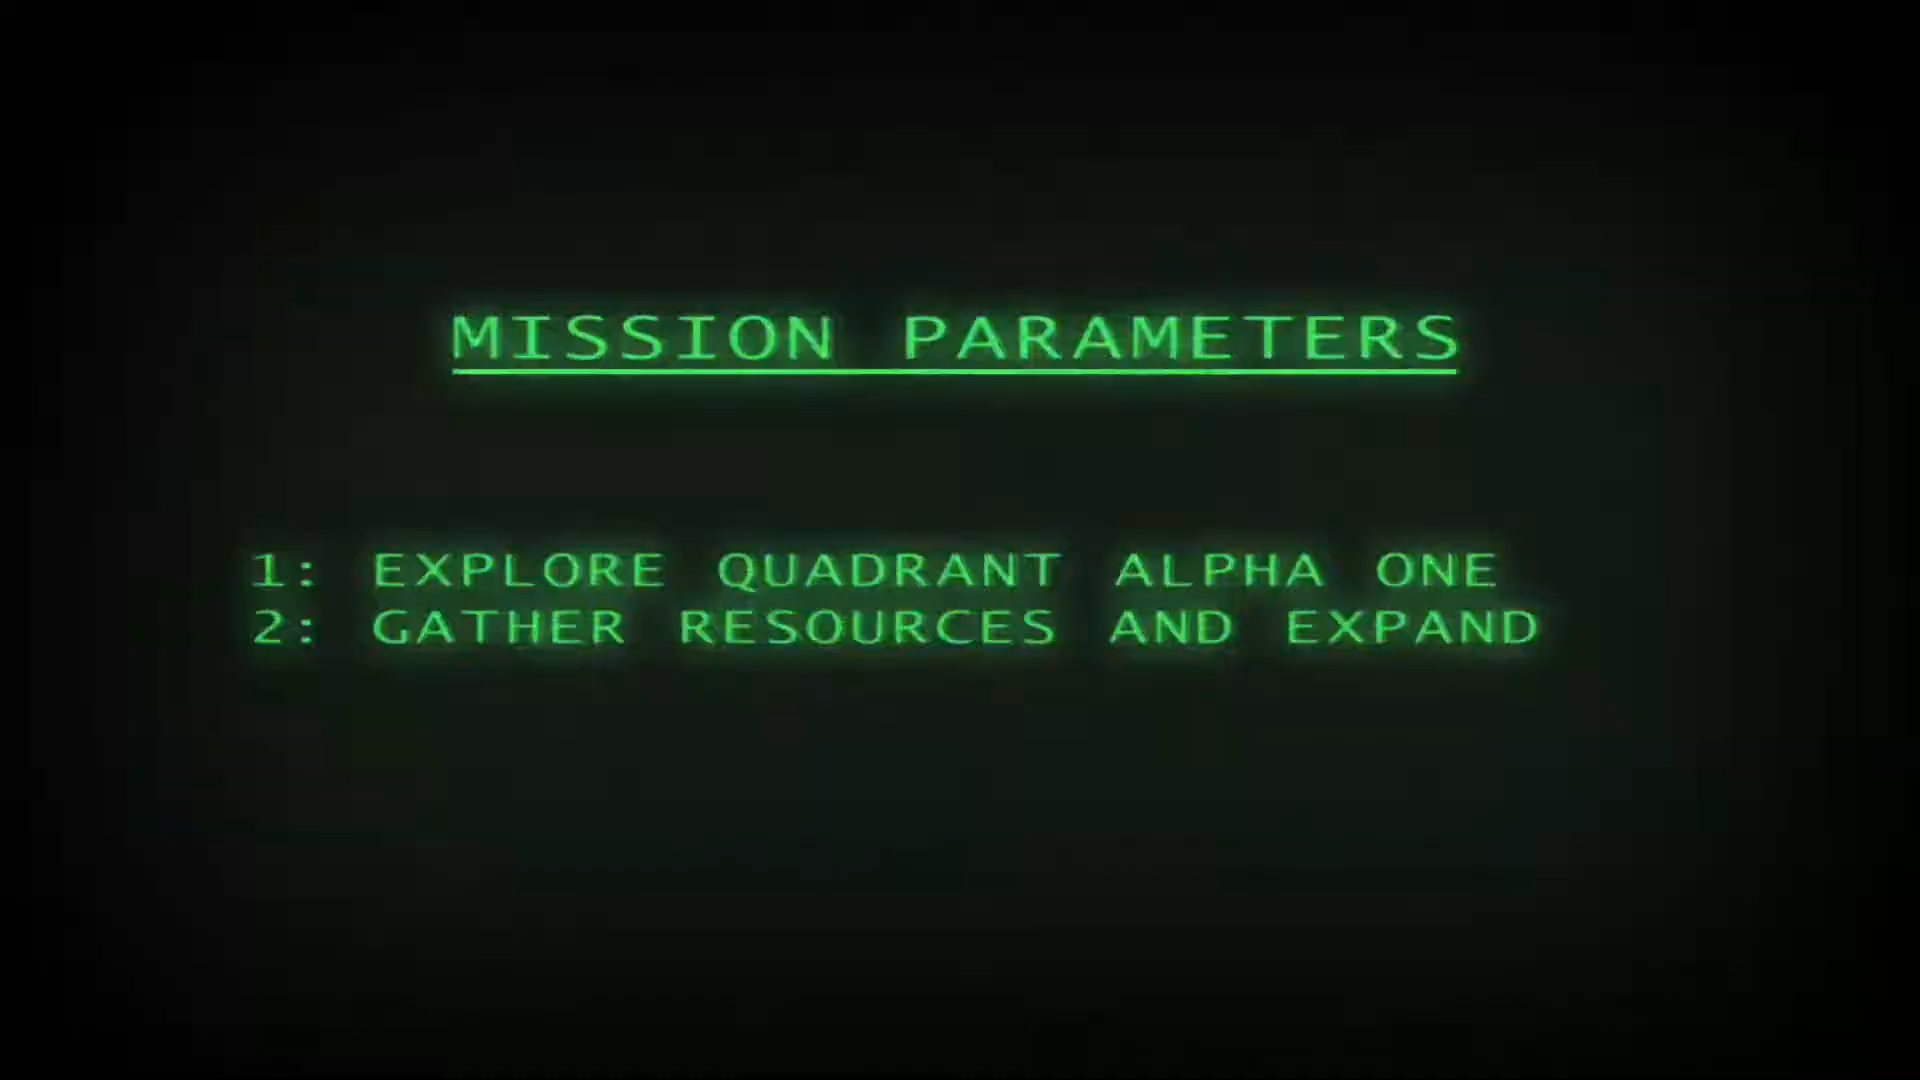 MISSION PARAMETERS
1: EXPLORE QUADRANT ALPHA ONE
2: GATHER RESOURCES AND EXPAND